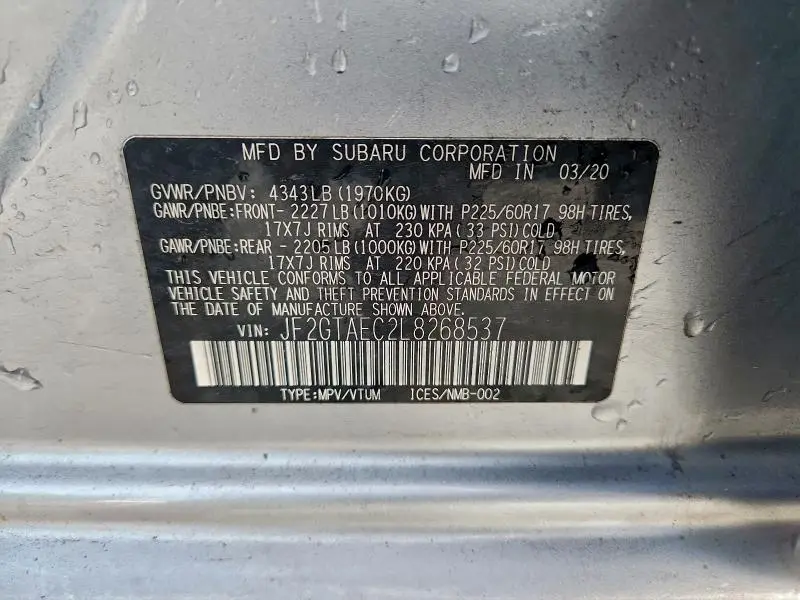 MFD BY SUBARU CORPORATION
MFD IN 03/20
GVWR/PNBV: 4343LB (1970KG)
GAWR/PNBE:FRONT- 2227LB (1010KG) WITH P225/60R17 98H TIRES,
17X7J RIMS AT 230 KPA (33 PSI) COLD
GAWR/PNBE:REAR - 2205LB (1000KG) WITH P225/60R17 98H TIRES,
17X7J RIMS AT 220 KPA (32 PSI) COLD
THIS VEHICLE CONFORMS TO ALL APPLICABLE FEDERAL MOTOR
VEHICLE SAFETY AND THEFT PREVENTION STANDARDS IN EFFECT ON
THE DATE OF MANUFACTURE SHOWN ABOVE.
VIN: JF2GTAEC2L8268537
TYPE:MPV/VTUM ICES/NMB-002